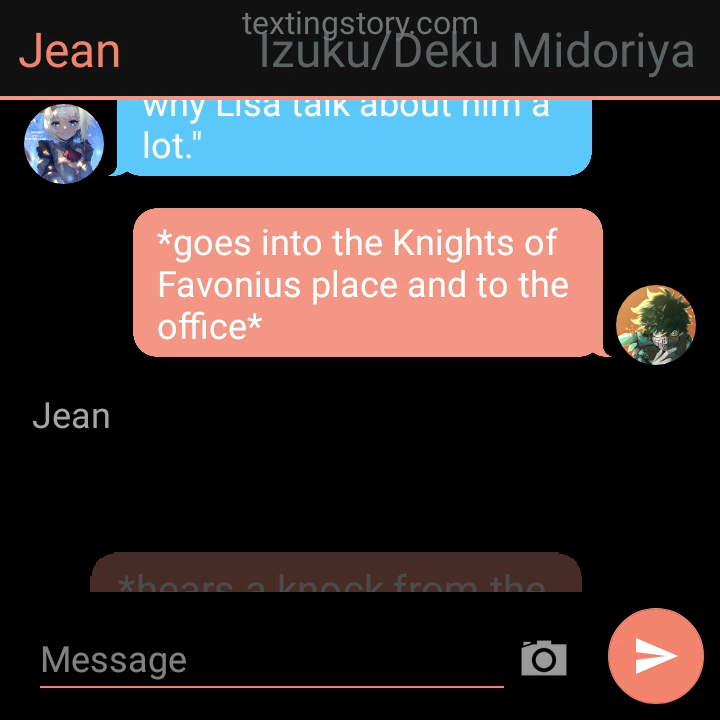 textingstory.com
Jean
Izuku/Deku Midoriya
why Lisa talk about him a
lot."
*goes into the Knights of
Favonius place and to the
office*
Jean
*hears a knock from the
Message